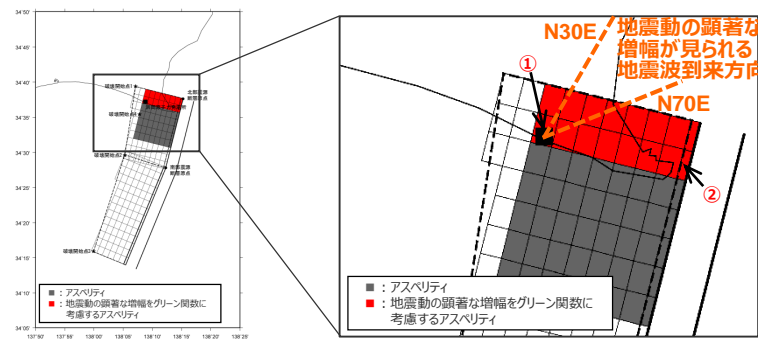 34°50'
34°45'
34°40'
34°35'
34°30'
34°25'
34°20'
34°15'
34°10'
34°05'
137°50'
137°55'
138°00'
138°05'
138°10'
138°15'
138°20'
138°25'
破壊開始点1
北部震源
断層原点
破壊開始点2
南部震源
断層原点
■ : アスペリティ
■ : 地震動の顕著な増幅をグリーン関数に
考慮するアスペリティ
N30E
地震動の顕著な
増幅が見られる
地震波到来方向
N70E
①
②
■ : アスペリティ
■ : 地震動の顕著な増幅をグリーン関数に
考慮するアスペリティ